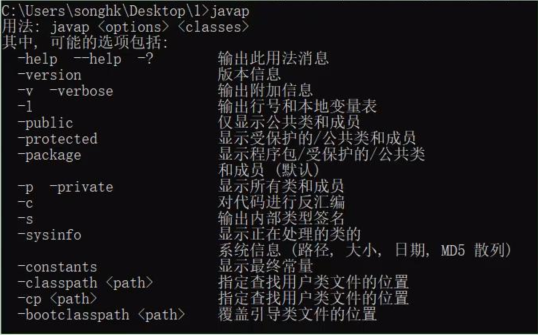 C:\Users\songhk\Desktop\1>javap
用法: javap <options> <classes>
其中, 可能的选项包括:
  -help  --help  -?        输出此用法消息
  -version                 版本信息
  -v  -verbose             输出附加信息
  -l                       输出行号和本地变量表
  -public                  仅显示公共类和成员
  -protected               显示受保护的/公共类和成员
  -package                 显示程序包/受保护的/公共类
                           和成员 (默认)
  -p  -private             显示所有类和成员
  -c                       对代码进行反汇编
  -s                       输出内部类型签名
  -sysinfo                 显示正在处理的类的
                           系统信息 (路径, 大小, 日期, MD5 散列)
  -constants               显示最终常量
  -classpath <path>        指定查找用户类文件的位置
  -cp <path>               指定查找用户类文件的位置
  -bootclasspath <path>    覆盖引导类文件的位置